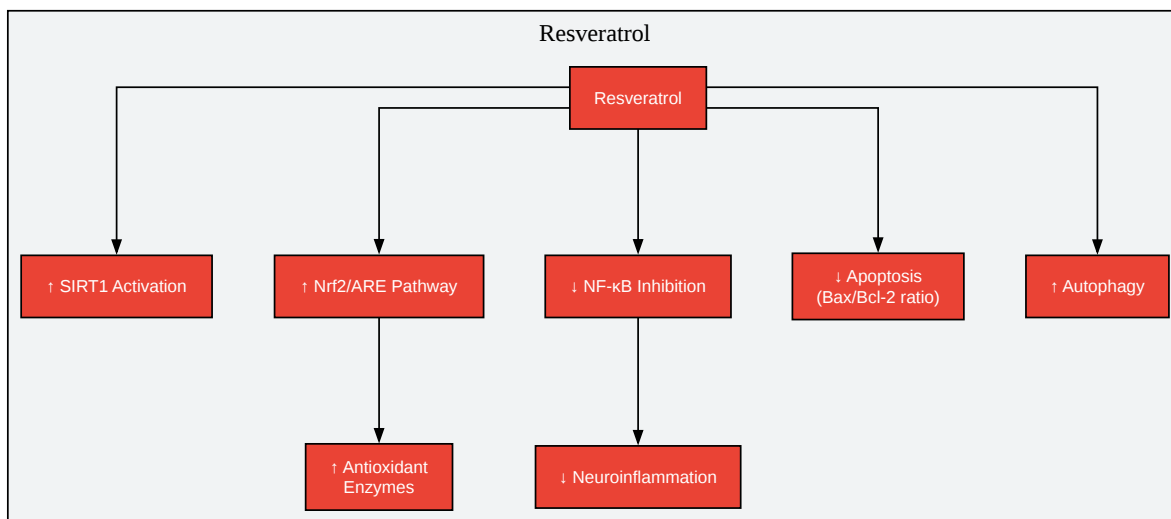 Resveratrol
Resveratrol
↑ SIRT1 Activation
↑ Nrf2/ARE Pathway
↓ NF-κB Inhibition
↓ Apoptosis
(Bax/Bcl-2 ratio)
↑ Autophagy
↑ Antioxidant
Enzymes
↓ Neuroinflammation